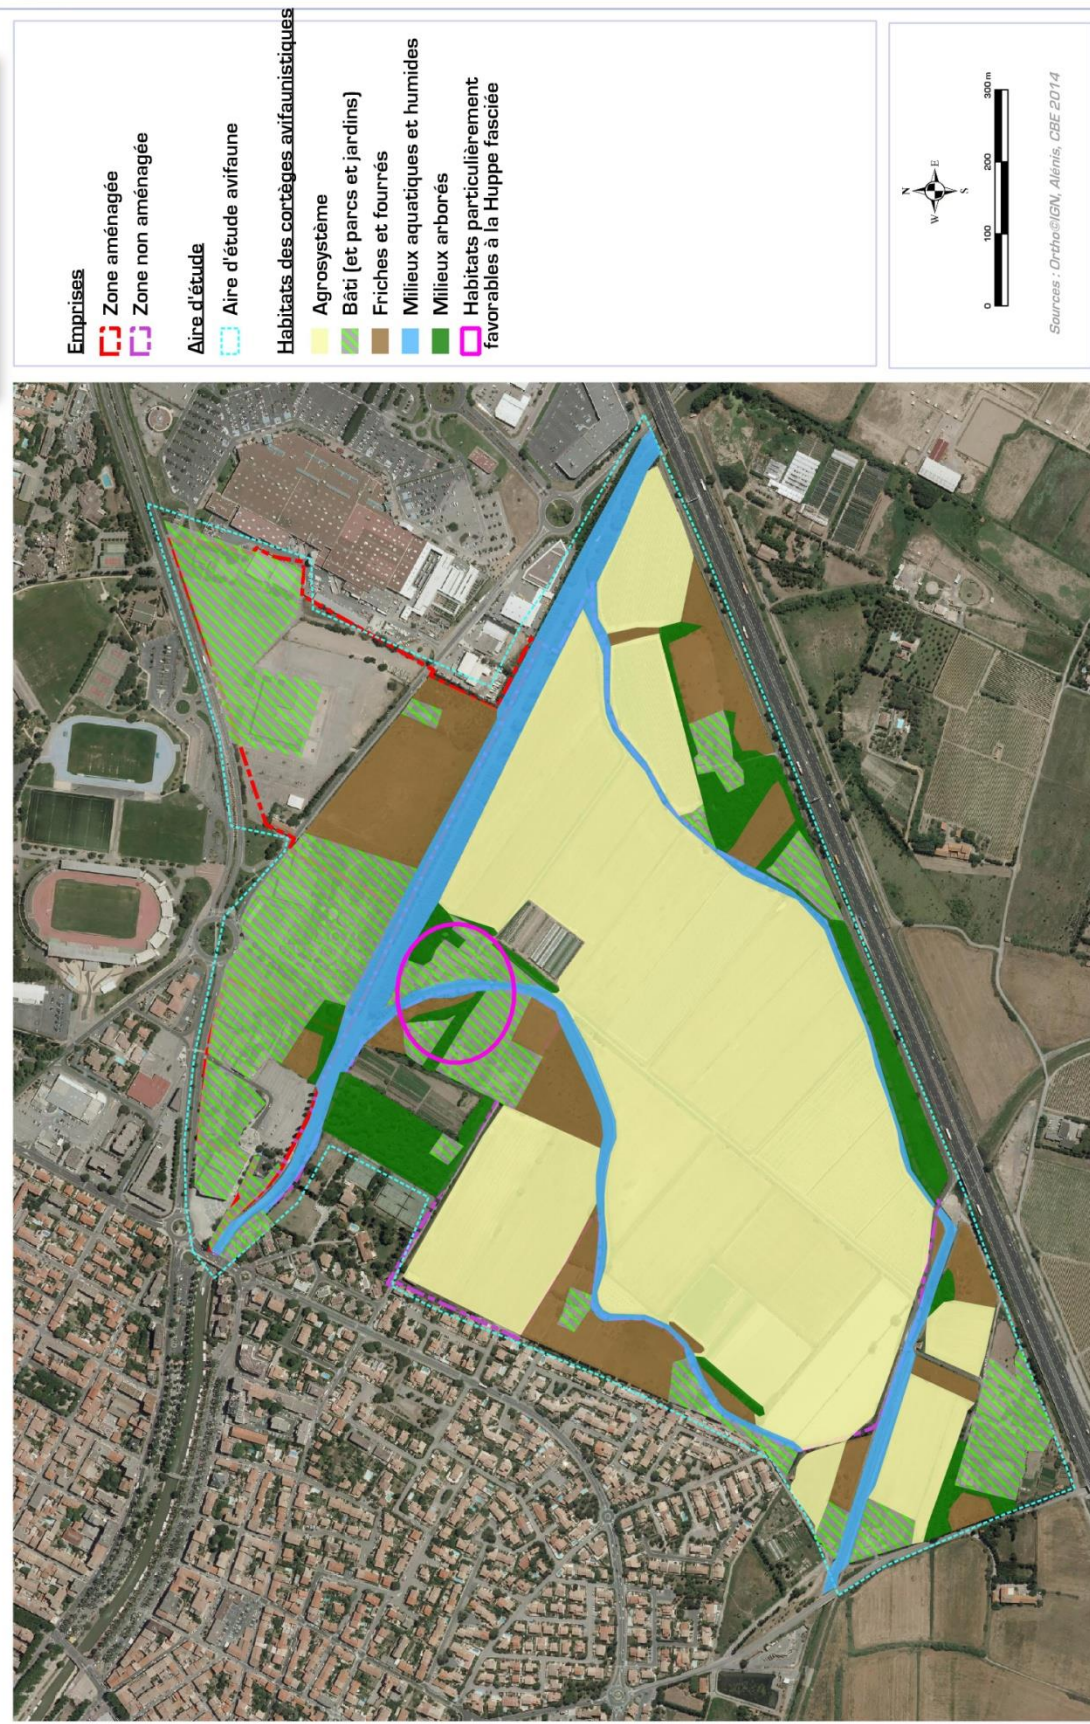 Emprises
Zone aménagée
Zone non aménagée
Aire d'étude
Aire d'étude avifaune
Habitats des cortèges avifaunistiques
Agrosystème
Bâti (et parcs et jardins)
Friches et fourrés
Milieux aquatiques et humides
Milieux arborés
Habitats particulièrement
favorables à la Huppe fasciée
N
W E
S
0 100 200 300 m
Sources : Ortho©IGN, Alénis, CBE 2014